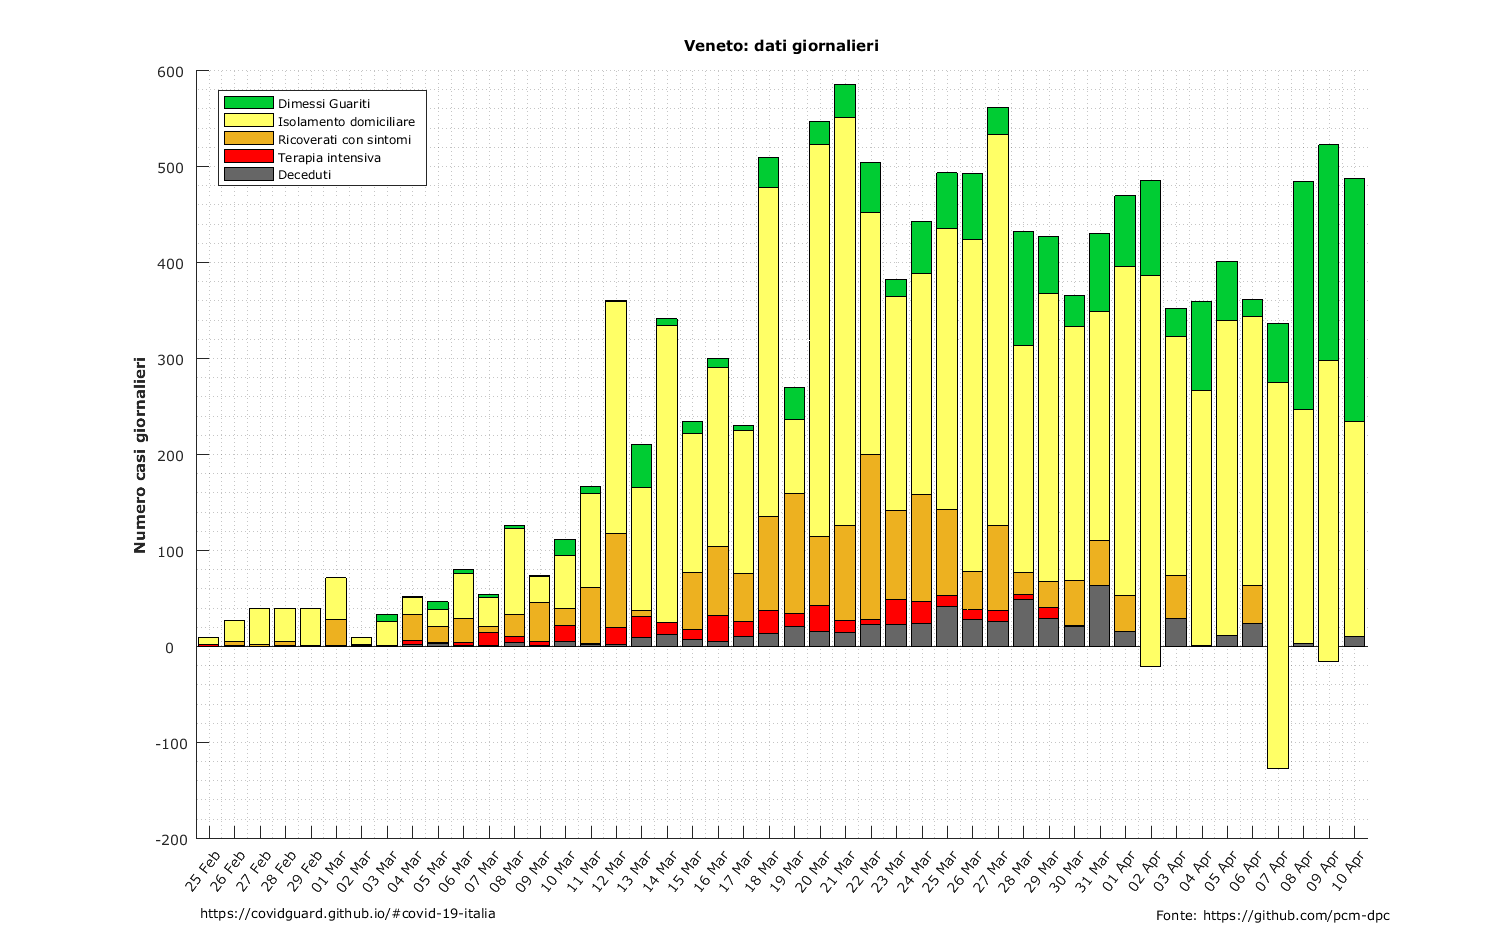 Veneto: dati giornalieri
600
500
400
300
200
100
0
-100
-200
Numero casi giornalieri
Dimessi Guariti
Isolamento domiciliare
Ricoverati con sintomi
Terapia intensiva
Deceduti
25 Feb
26 Feb
27 Feb
28 Feb
29 Feb
01 Mar
02 Mar
03 Mar
04 Mar
05 Mar
06 Mar
07 Mar
08 Mar
09 Mar
10 Mar
11 Mar
12 Mar
13 Mar
14 Mar
15 Mar
16 Mar
17 Mar
18 Mar
19 Mar
20 Mar
21 Mar
22 Mar
23 Mar
24 Mar
25 Mar
26 Mar
27 Mar
28 Mar
29 Mar
30 Mar
31 Mar
01 Apr
02 Apr
03 Apr
04 Apr
05 Apr
06 Apr
07 Apr
08 Apr
09 Apr
10 Apr
https://covidguard.github.io/#covid-19-italia
Fonte: https://github.com/pcm-dpc